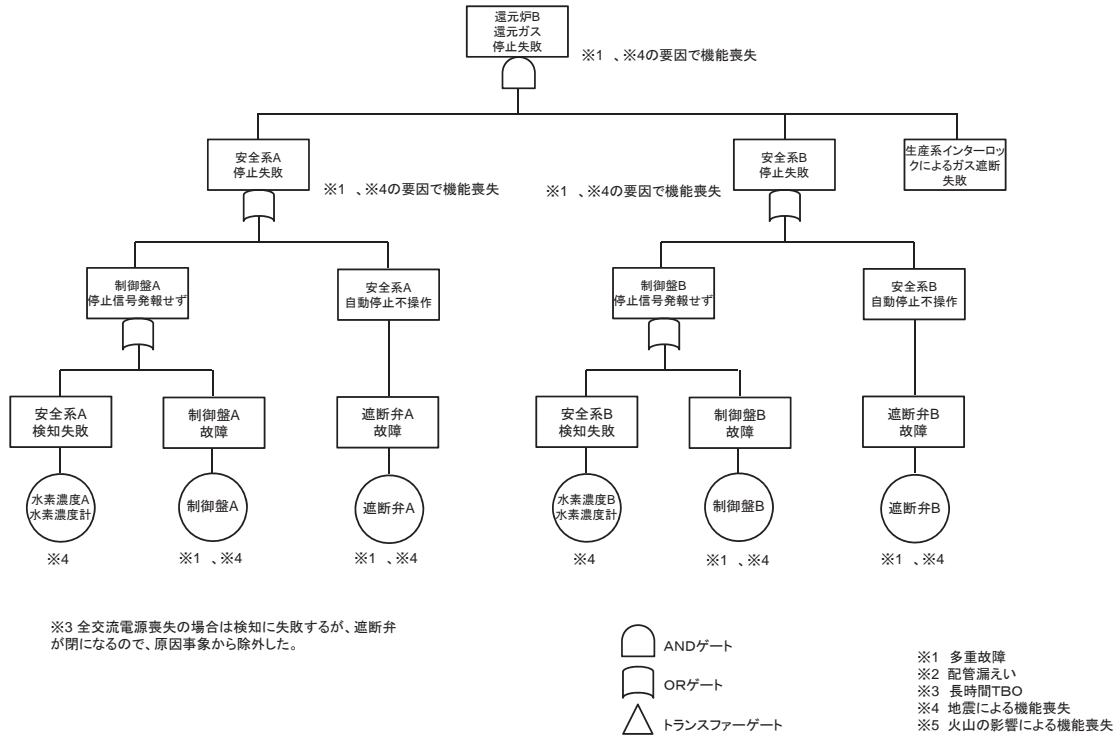 還元炉B
還元ガス
停止失敗
※1 、※4の要因で機能喪失
安全系A
停止失敗
※1 、※4の要因で機能喪失
安全系B
停止失敗
※1 、※4の要因で機能喪失
生産系インターロッ
クによるガス遮断
失敗
制御盤A
停止信号発報せず
安全系A
自動停止不操作
制御盤B
停止信号発報せず
安全系B
自動停止不操作
安全系A
検知失敗
制御盤A
故障
遮断弁A
故障
安全系B
検知失敗
制御盤B
故障
遮断弁B
故障
水素濃度A
水素濃度計
制御盤A
遮断弁A
水素濃度B
水素濃度計
制御盤B
遮断弁B
※4
※1 、※4
※1 、※4
※4
※1 、※4
※1 、※4
※3 全交流電源喪失の場合は検知に失敗するが、遮断弁
が閉になるので、原因事象から除外した。
ANDゲート
ORゲート
トランスファーゲート
※1 多重故障
※2 配管漏えい
※3 長時間TBO
※4 地震による機能喪失
※5 火山の影響による機能喪失